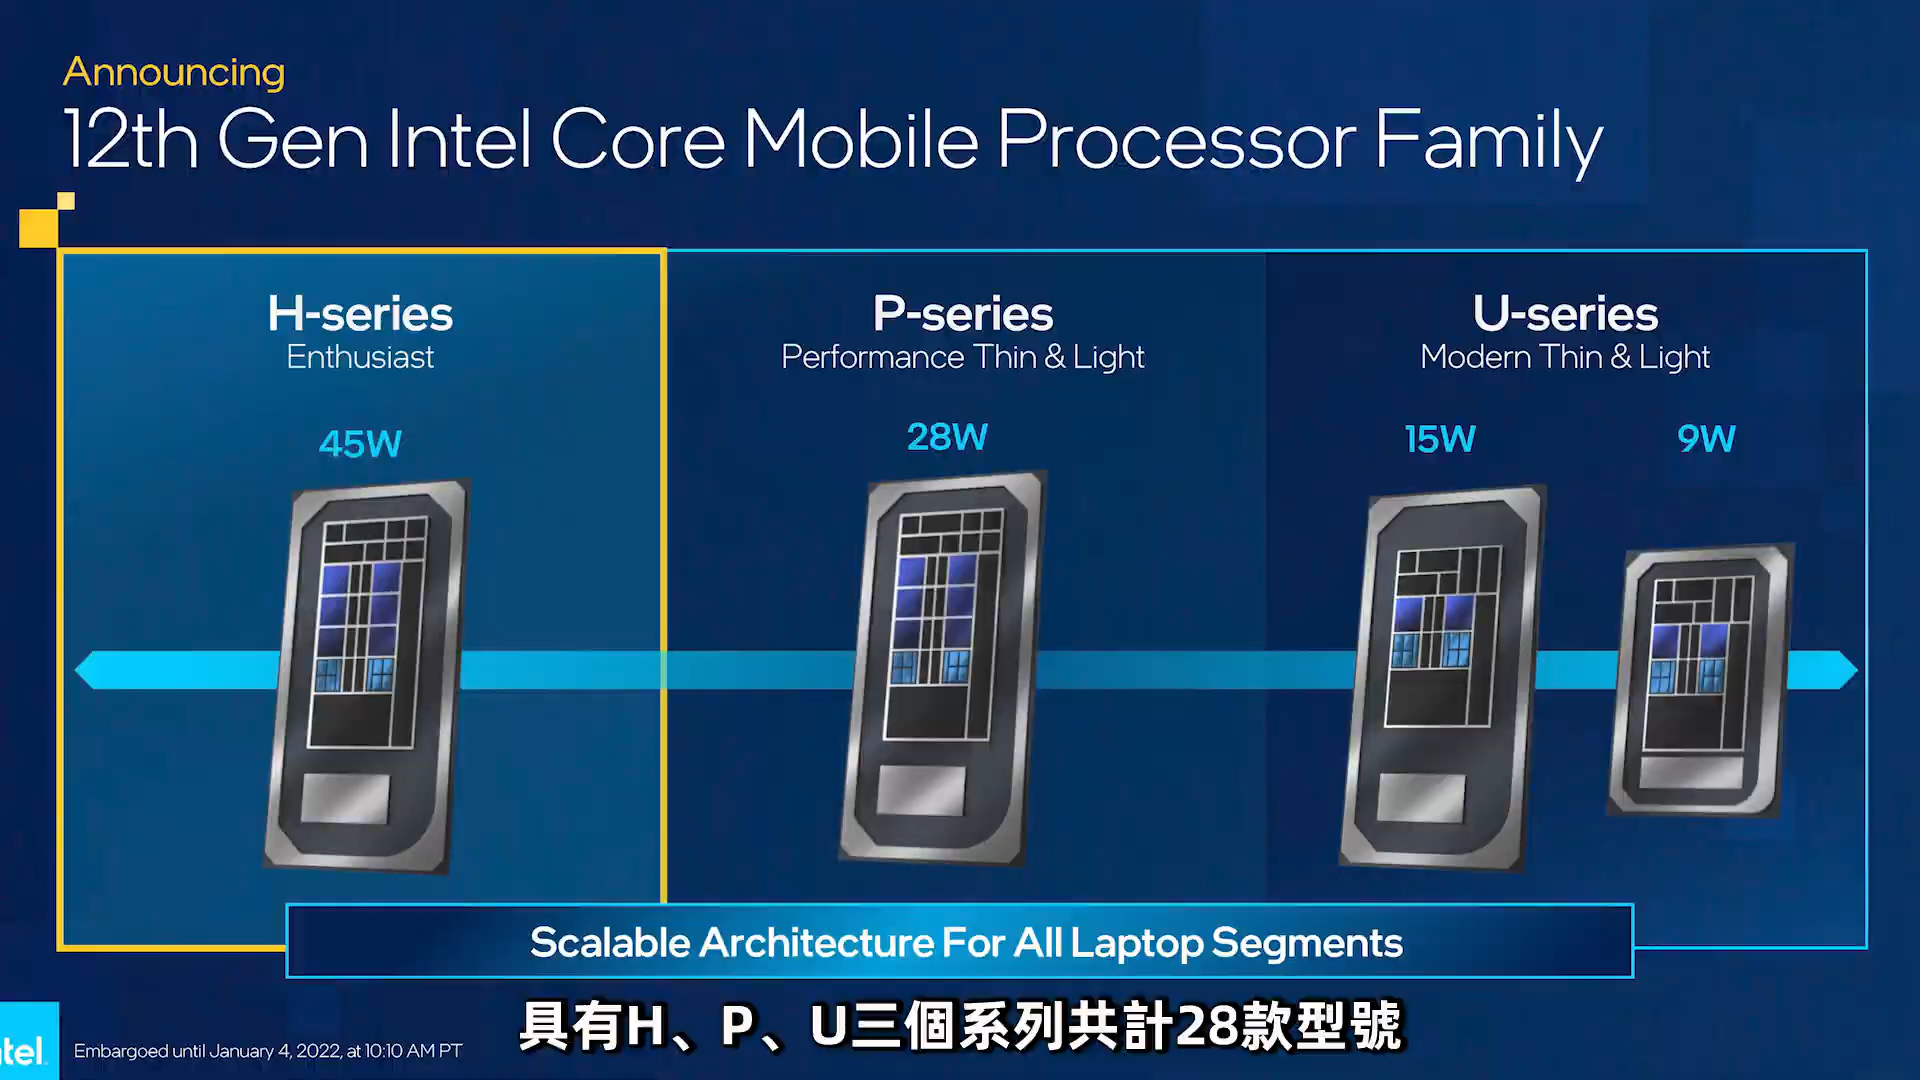 Announcing
12th Gen Intel Core Mobile Processor Family
H-series
Enthusiast
45W
P-series
Performance Thin & Light
28W
U-series
Modern Thin & Light
15W
9W
Scalable Architecture For All Laptop Segments
具有H、P、U三個系列共計28款型號
ntel.
Embargoed until January 4, 2022, at 10:10 AM PT